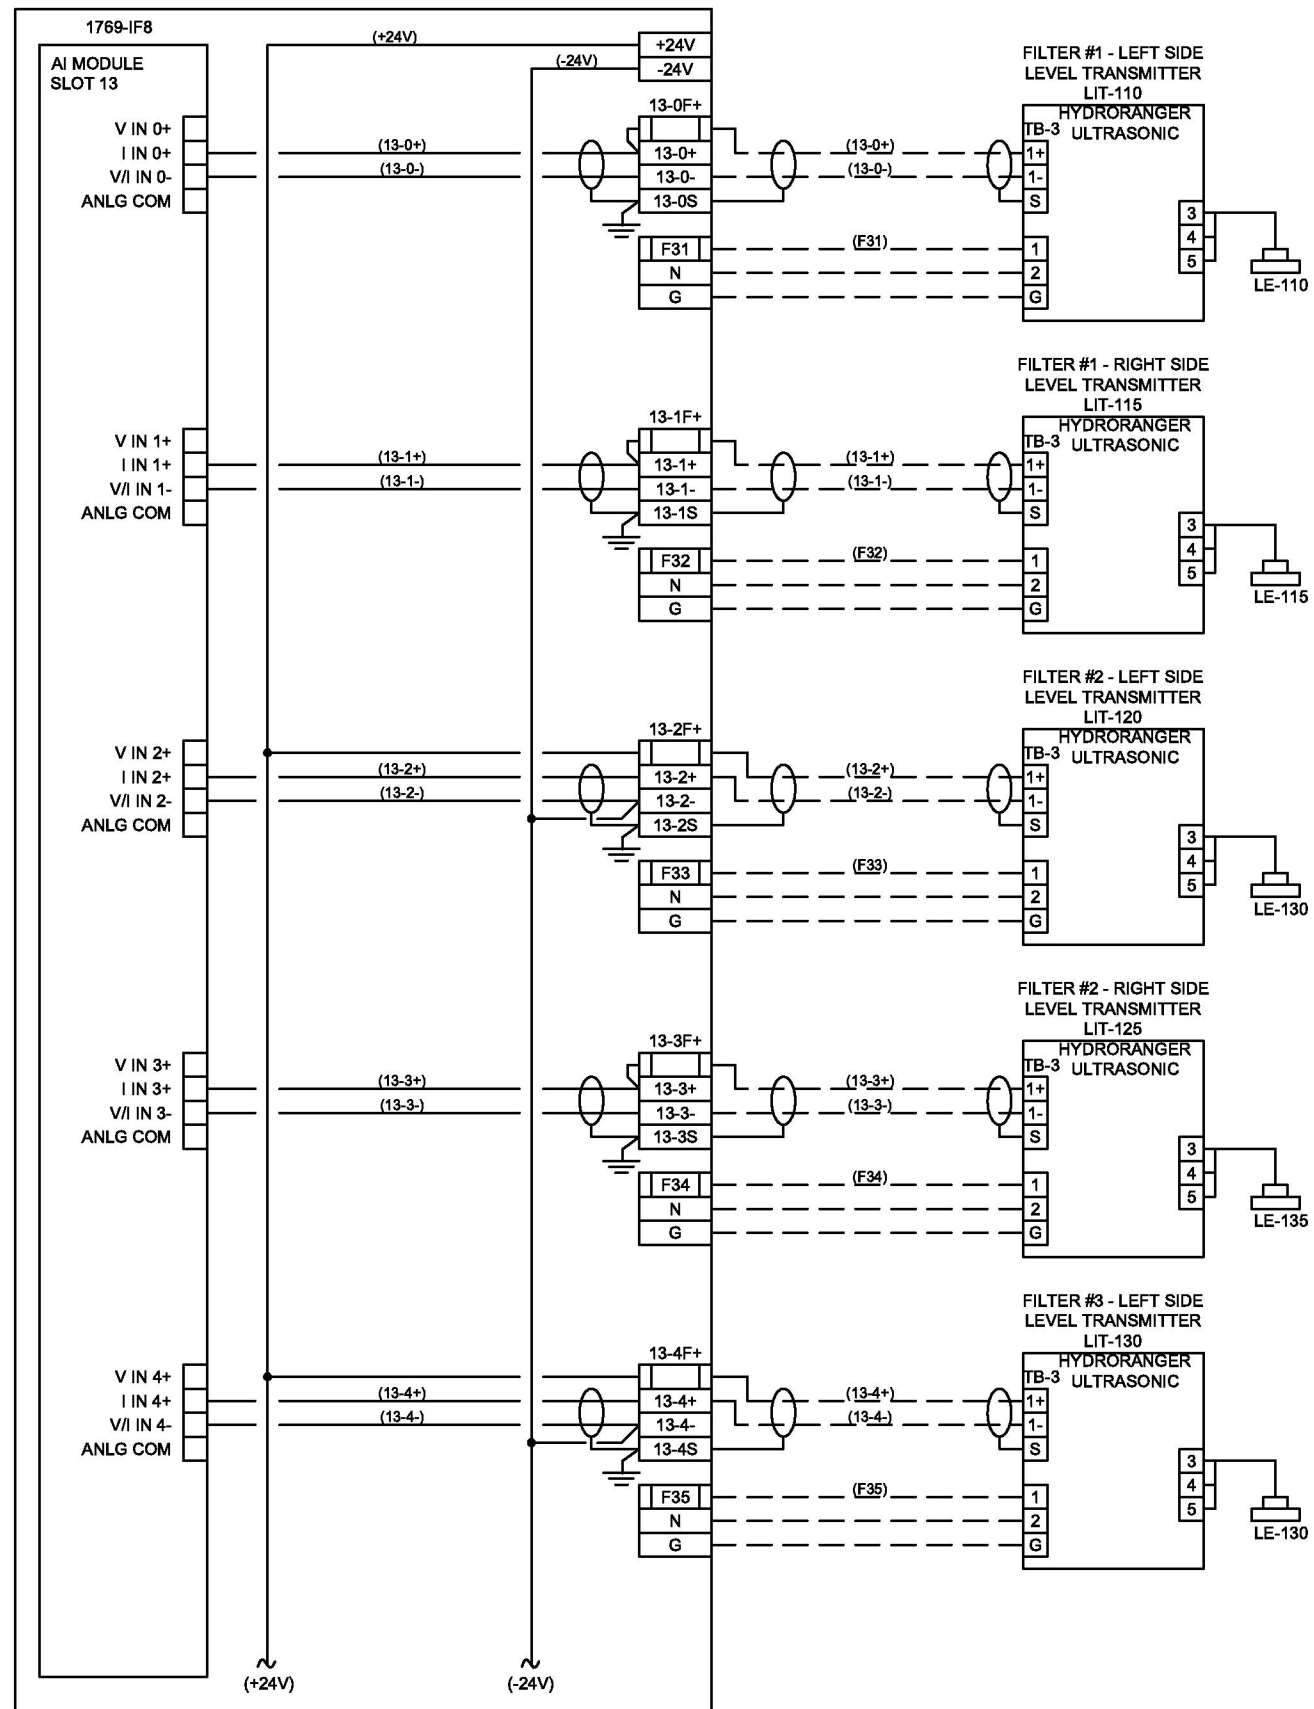 1769-IF8
AI MODULE
SLOT 13
(+24V)
(-24V)
+24V
-24V
FILTER #1 - LEFT SIDE
LEVEL TRANSMITTER
LIT-110
HYDRORANGER
TB-3 ULTRASONIC
13-0F+
V IN 0+
I IN 0+ (13-0+) 13-0+ (13-0+) 1+
V/I IN 0- (13-0-) 13-0- (13-0-) 1-
ANLG COM 13-0S S
3
F31 (F31) 1 4
N 2 5
G G
LE-110
FILTER #1 - RIGHT SIDE
LEVEL TRANSMITTER
LIT-115
HYDRORANGER
TB-3 ULTRASONIC
13-1F+
V IN 1+
I IN 1+ (13-1+) 13-1+ (13-1+) 1+
V/I IN 1- (13-1-) 13-1- (13-1-) 1-
ANLG COM 13-1S S
3
F32 (F32) 1 4
N 2 5
G G
LE-115
FILTER #2 - LEFT SIDE
LEVEL TRANSMITTER
LIT-120
HYDRORANGER
TB-3 ULTRASONIC
13-2F+
V IN 2+
I IN 2+ (13-2+) 13-2+ (13-2+) 1+
V/I IN 2- (13-2-) 13-2- (13-2-) 1-
ANLG COM 13-2S S
3
F33 (F33) 1 4
N 2 5
G G
LE-130
FILTER #2 - RIGHT SIDE
LEVEL TRANSMITTER
LIT-125
HYDRORANGER
TB-3 ULTRASONIC
13-3F+
V IN 3+
I IN 3+ (13-3+) 13-3+ (13-3+) 1+
V/I IN 3- (13-3-) 13-3- (13-3-) 1-
ANLG COM 13-3S S
3
F34 (F34) 1 4
N 2 5
G G
LE-135
FILTER #3 - LEFT SIDE
LEVEL TRANSMITTER
LIT-130
HYDRORANGER
TB-3 ULTRASONIC
13-4F+
V IN 4+
I IN 4+ (13-4+) 13-4+ (13-4+) 1+
V/I IN 4- (13-4-) 13-4- (13-4-) 1-
ANLG COM 13-4S S
3
F35 (F35) 1 4
N 2 5
G G
LE-130
(+24V) (-24V)